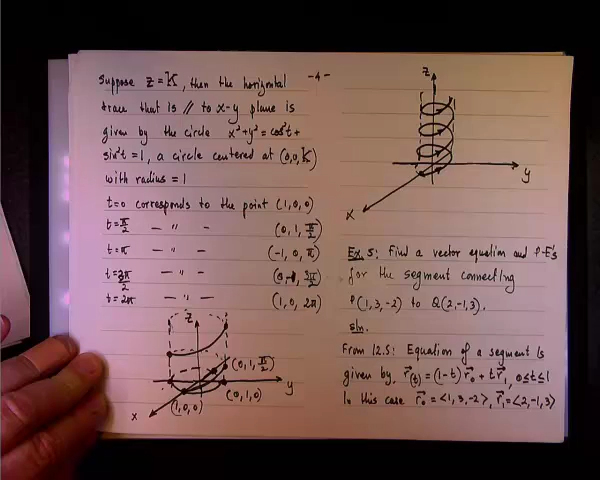 -4-
Suppose z = K, then the horizontal
trace that is // to x-y plane is
given by the circle x²+y² = cos²t +
sin²t = 1, a circle centered at (0,0,K)
with radius = 1
t=0 corresponds to the point (1,0,0)
t=π/2 — " — (0, 1, π/2)
t=π — " — (-1, 0, π)
t=3π/2 — " — (0, -1, 3π/2)
t=2π — " — (1, 0, 2π)
z
(0,1,π/2)
y
(0,1,0)
(1,0,0)
x
z
y
x
Ex.5: Find a vector equation and P-E's
for the segment connecting
P(1,3,-2) to Q(2,-1,3).
sln.
From 12.5: Equation of a segment is
given by, r⃗(t) = (1-t) r⃗₀ + t r⃗₁, 0≤t≤1
In this case r⃗₀ = <1,3,-2>, r⃗₁ = <2,-1,3>